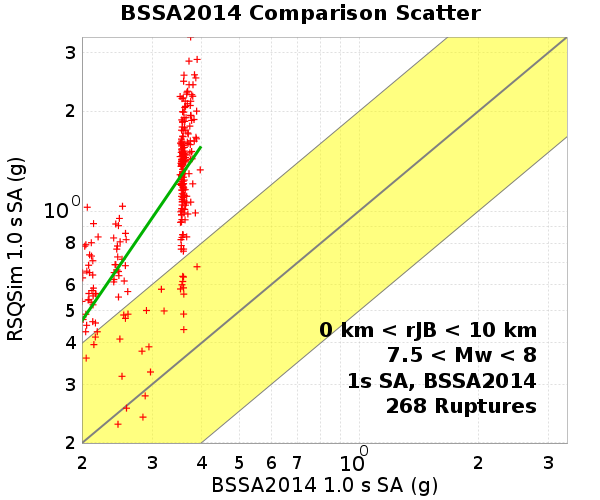 BSSA2014 Comparison Scatter
3
2
10^0
8
6
5
4
3
2
RSQSim 1.0 s SA (g)
0 km < rJB < 10 km
7.5 < Mw < 8
1s SA, BSSA2014
268 Ruptures
2 3 4 5 6 7 10^0 2 3
BSSA2014 1.0 s SA (g)